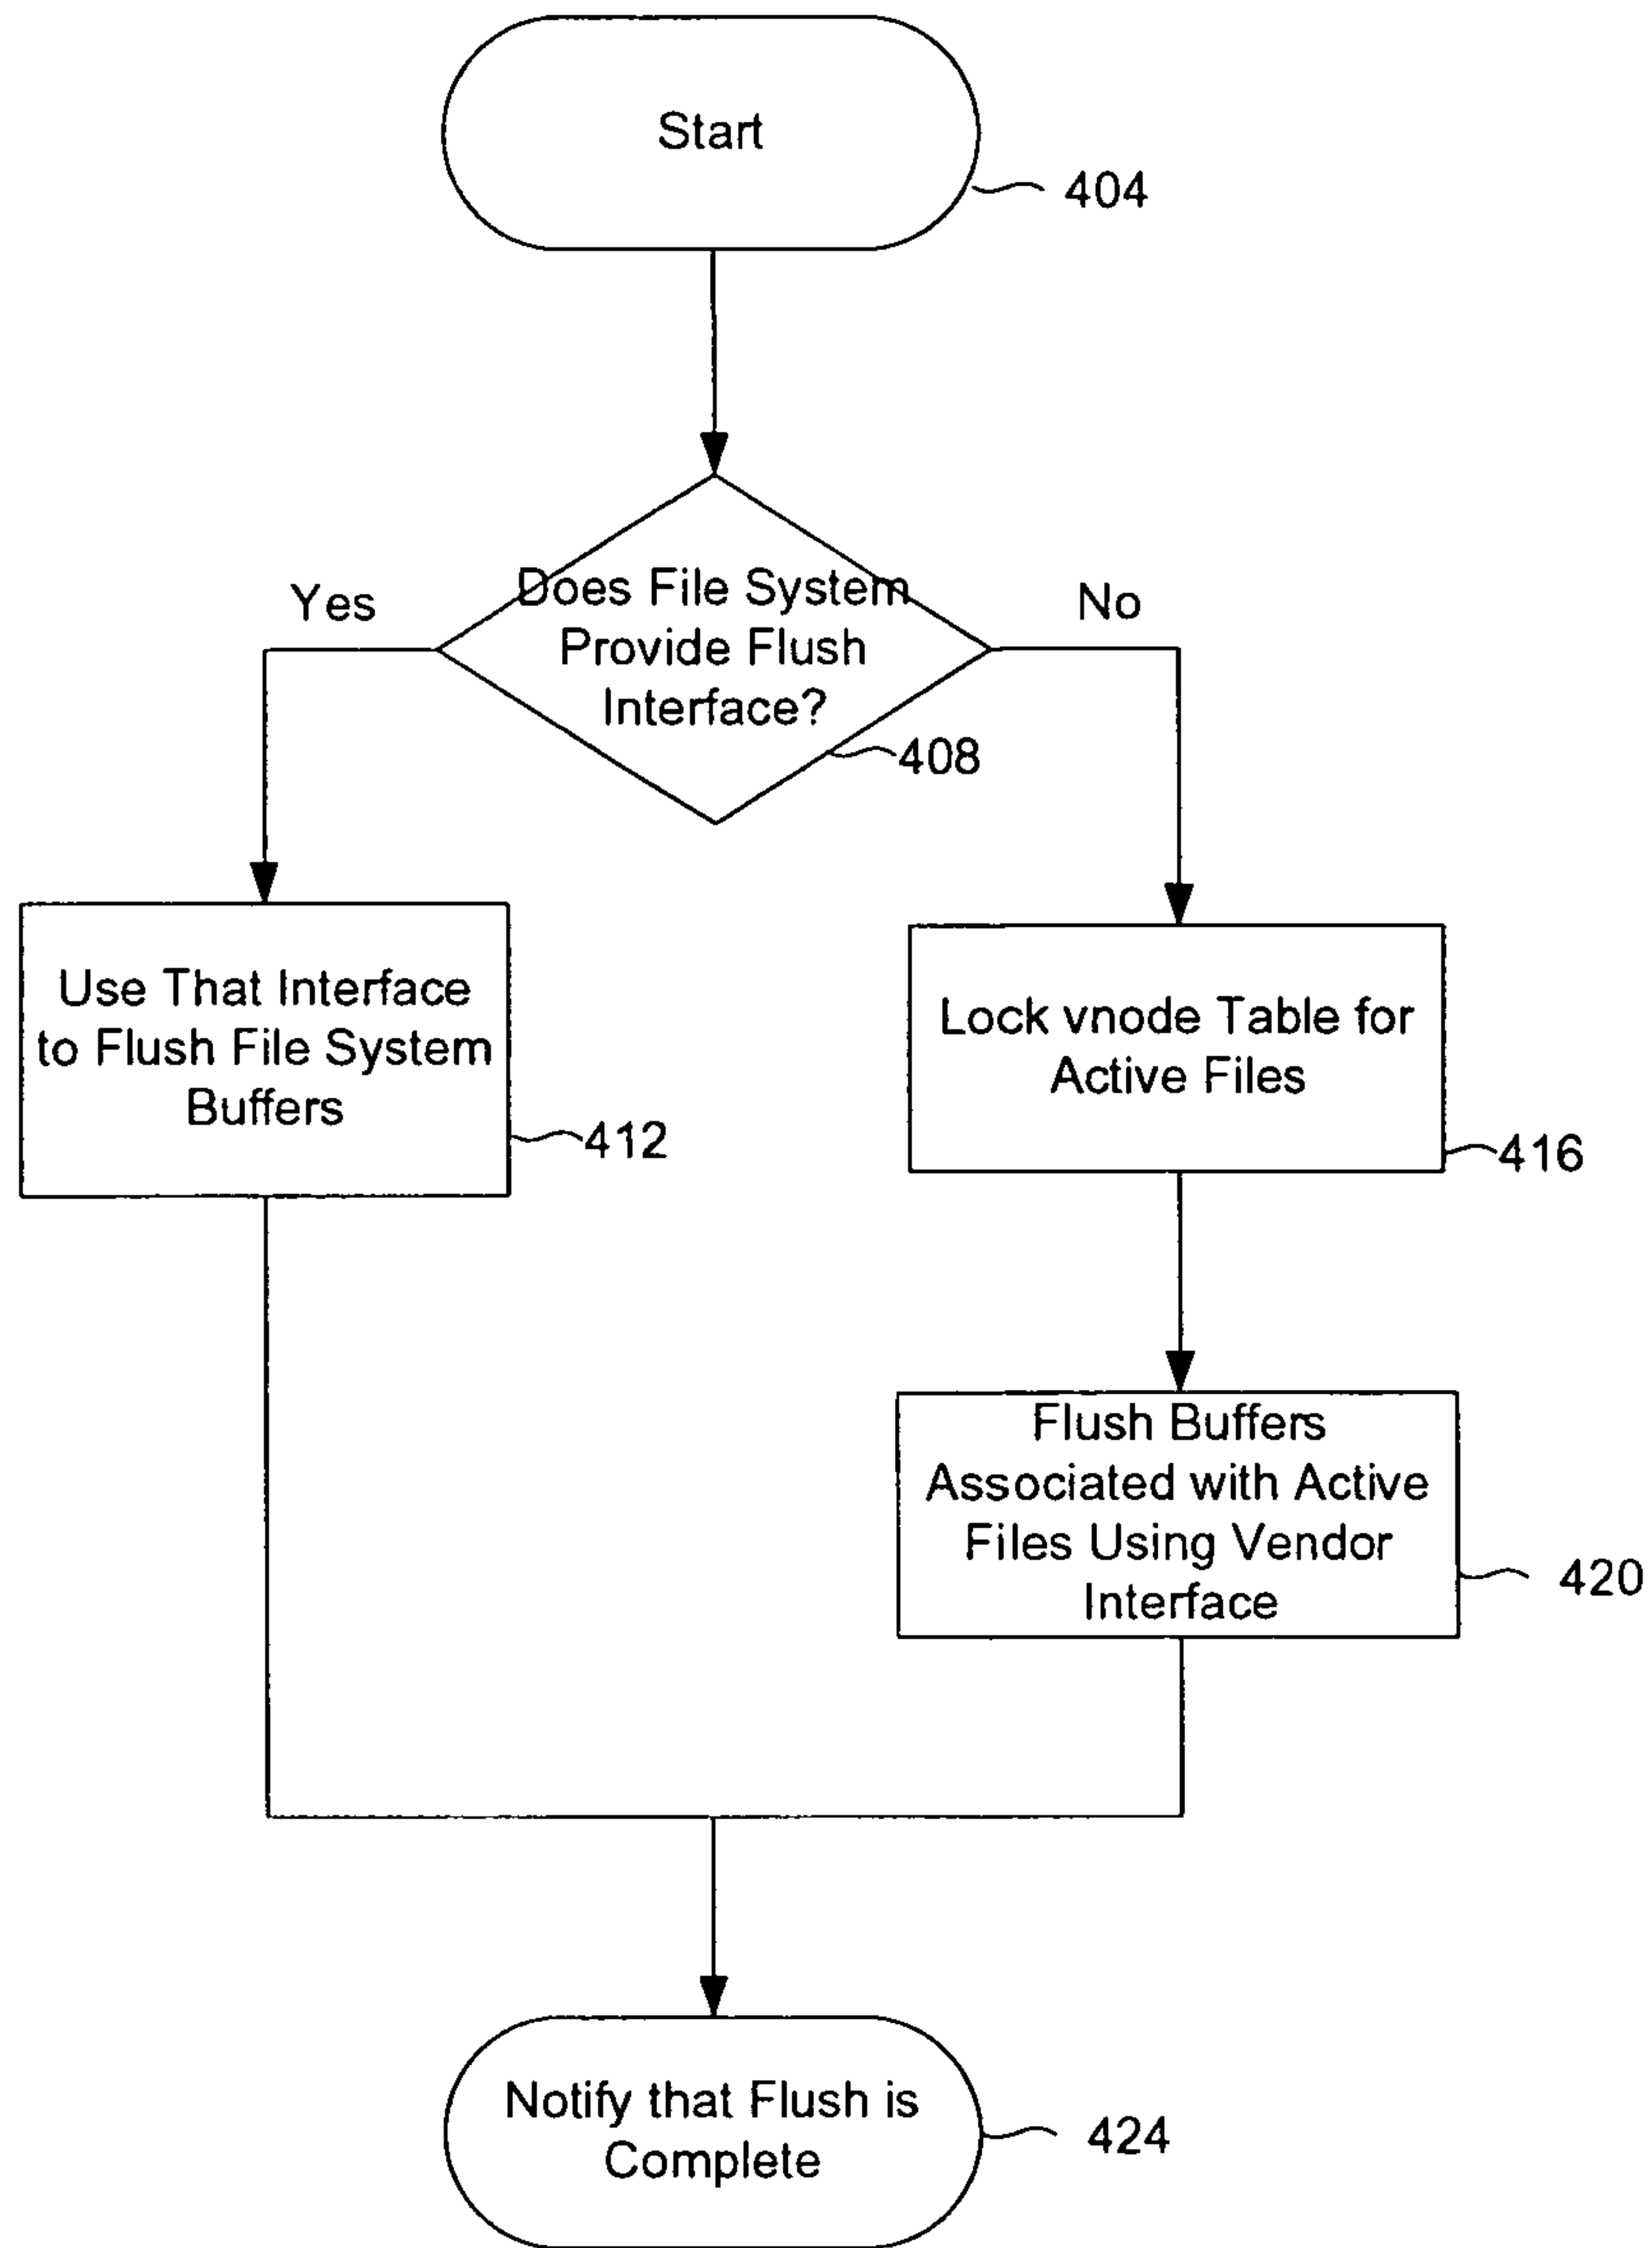 Start
404
Does File System
Provide Flush
Interface?
Yes
No
408
Use That Interface
to Flush File System
Buffers
412
Lock vnode Table for
Active Files
416
Flush Buffers
Associated with Active
Files Using Vendor
Interface
420
Notify that Flush is
Complete
424